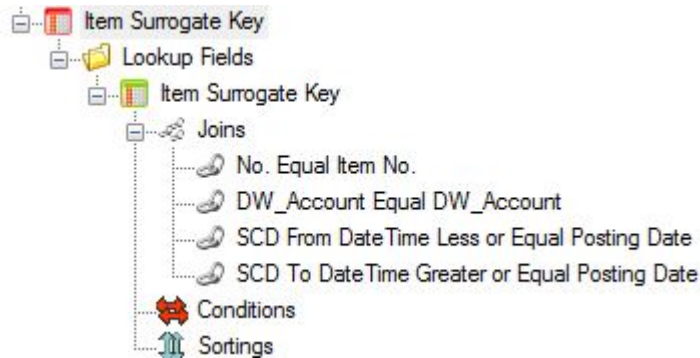 Item Surrogate Key
Lookup Fields
Item Surrogate Key
Joins
No. Equal Item No.
DW_Account Equal DW_Account
SCD From DateTime Less or Equal Posting Date
SCD To DateTime Greater or Equal Posting Date
Conditions
Sortings